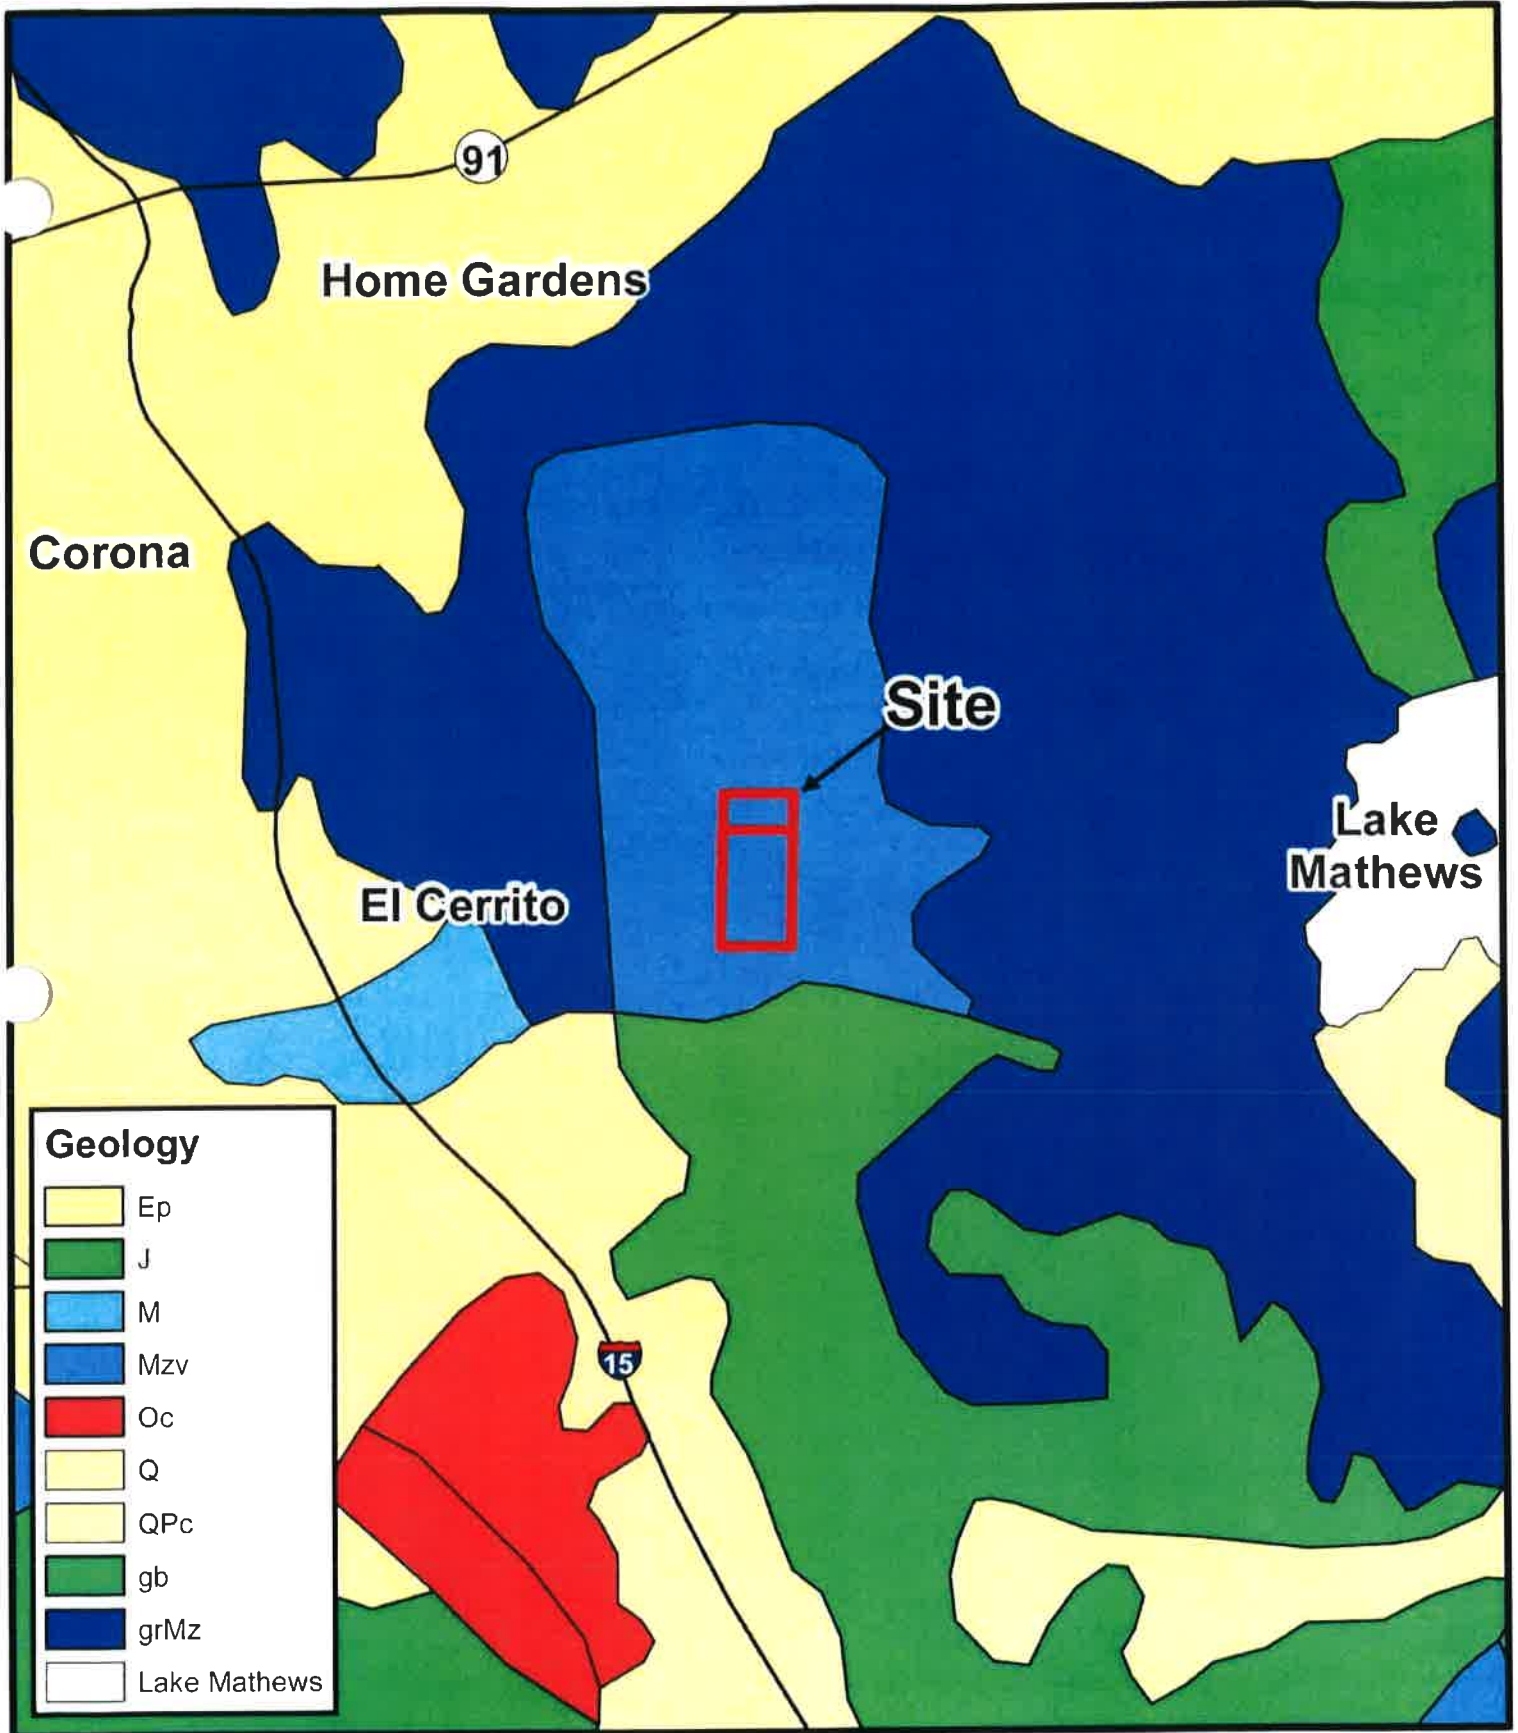 91
Home Gardens
Corona
Site
Lake
Mathews
El Cerrito
15
Geology
Ep
J
M
Mzv
Oc
Q
QPc
gb
grMz
Lake Mathews